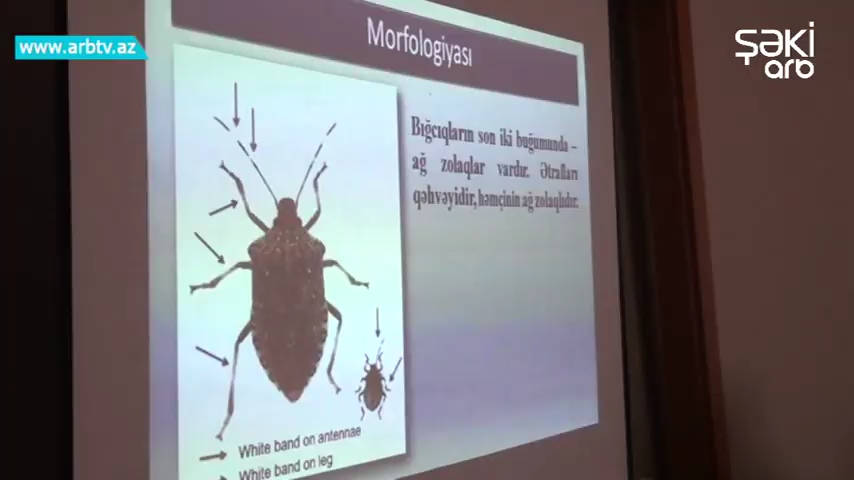 www.arbtv.az
şəki
arb
Morfologiyası
Bığcıqların son iki buğumunda –
ağ zolaqlar vardır. Ətrafları
qəhvəyidir, həmçinin ağ zolaqlıdır.
White band on antennae
White band on leg